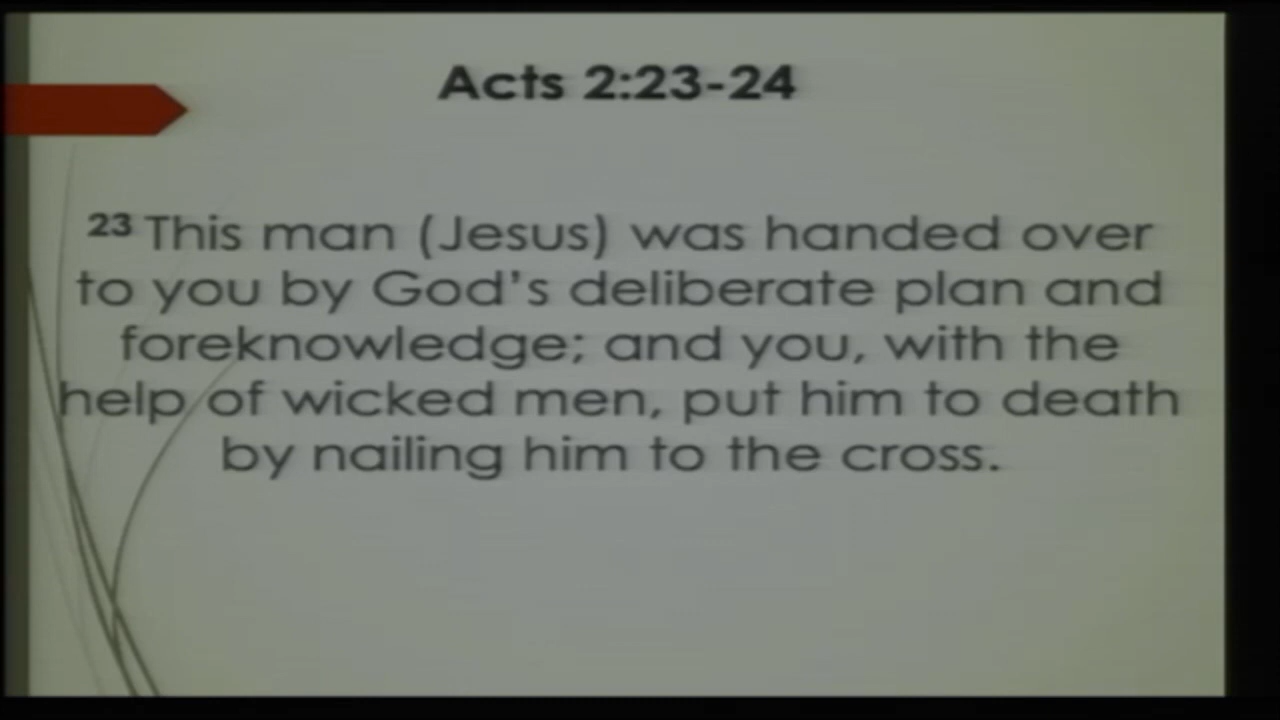 Acts 2:23-24
23 This man (Jesus) was handed over
to you by God's deliberate plan and
foreknowledge; and you, with the
help of wicked men, put him to death
by nailing him to the cross.